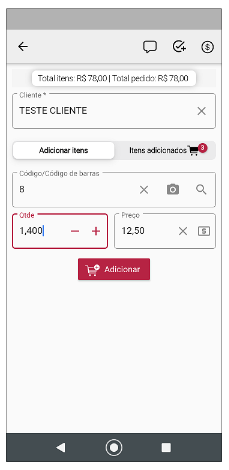 Total itens: R$ 78,00 | Total pedido: R$ 78,00
Cliente *
TESTE CLIENTE
Adicionar itens
Itens adicionados 3
Código/Código de barras
8
Qtde
Preço
1,400
12,50
Adicionar